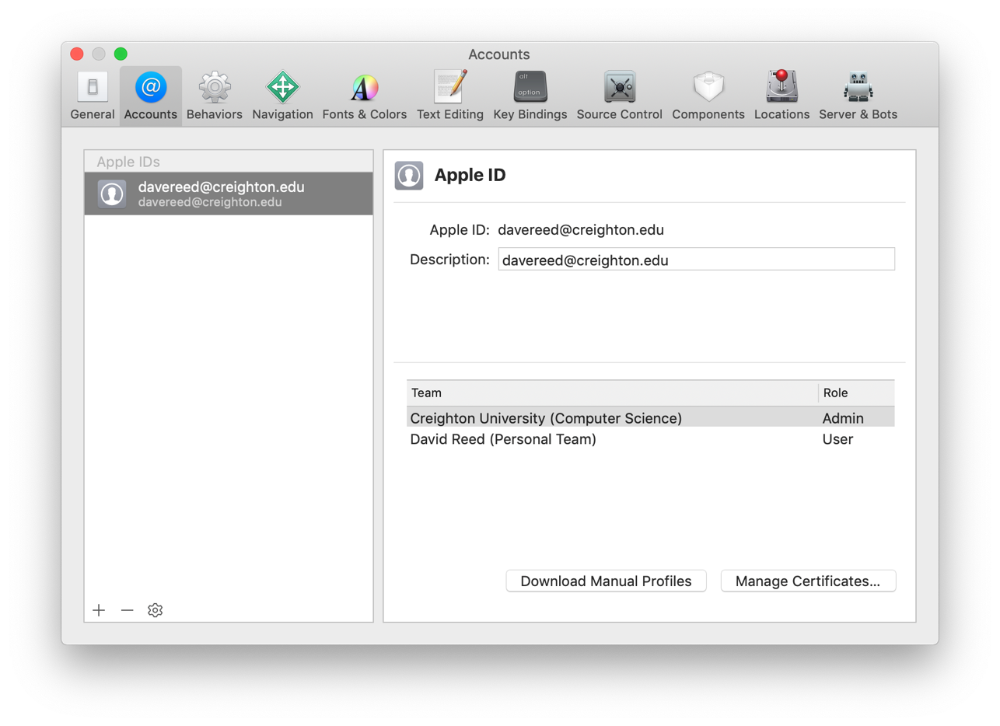 Accounts
@
A
alt
option
General Accounts Behaviors Navigation Fonts & Colors Text Editing Key Bindings Source Control Components Locations Server & Bots
Apple IDs
davereed@creighton.edu
davereed@creighton.edu
Apple ID
Apple ID: davereed@creighton.edu
Description: davereed@creighton.edu
Team Role
Creighton University (Computer Science) Admin
David Reed (Personal Team) User
Download Manual Profiles Manage Certificates...